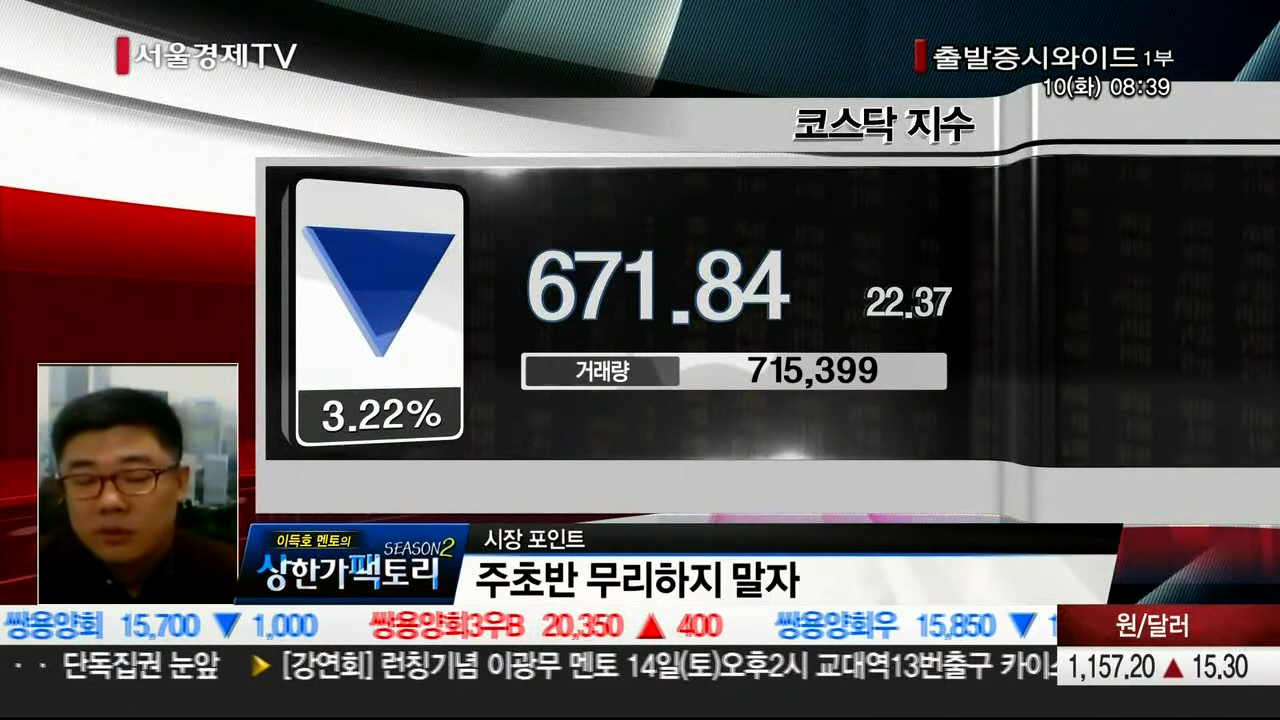 서울경제TV
출발증시와이드 1부
10(화) 08:39
코스닥 지수
671.84 22.37
거래량 715,399
3.22%
이득호 멘토의
상한가팩토리 SEASON2
시장 포인트
주초반 무리하지 말자
쌍용양회 15,700 ▼ 1,000 쌍용양회3우B 20,350 ▲ 400 쌍용양회우 15,850 ▼ 1
원/달러
1,157.20 ▲ 15.30
·· 단독집권 눈앞 ▶ [강연회] 런칭기념 이광무 멘토 14일(토)오후2시 교대역13번출구 카이스